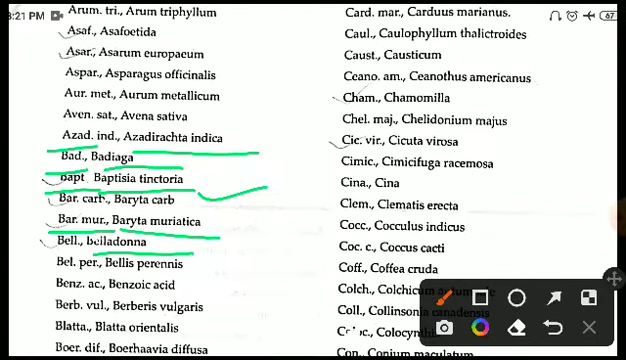 8:21 PM
67
Arum. tri., Arum triphyllum
Asaf., Asafoetida
Asar., Asarum europaeum
Aspar., Asparagus officinalis
Aur. met., Aurum metallicum
Aven. sat., Avena sativa
Azad. ind., Azadirachta indica
Bad., Badiaga
Bapt Baptisia tinctoria
Bar. carb., Baryta carb
Bar. mur., Baryta muriatica
Bell., belladonna
Bel. per., Bellis perennis
Benz. ac., Benzoic acid
Berb. vul., Berberis vulgaris
Blatta., Blatta orientalis
Boer. dif., Boerhaavia diffusa
Card. mar., Carduus marianus.
Caul., Caulophyllum thalictroides
Caust., Causticum
Ceano. am., Ceanothus americanus
Cham., Chamomilla
Chel. maj., Chelidonium majus
Cic. vir., Cicuta virosa
Cimic., Cimicifuga racemosa
Cina., Cina
Clem., Clematis erecta
Cocc., Cocculus indicus
Coc. c., Coccus cacti
Coff., Coffea cruda
Colch., Colchicum
Coll., Collinsonia canadensis
Con., Conium maculatum